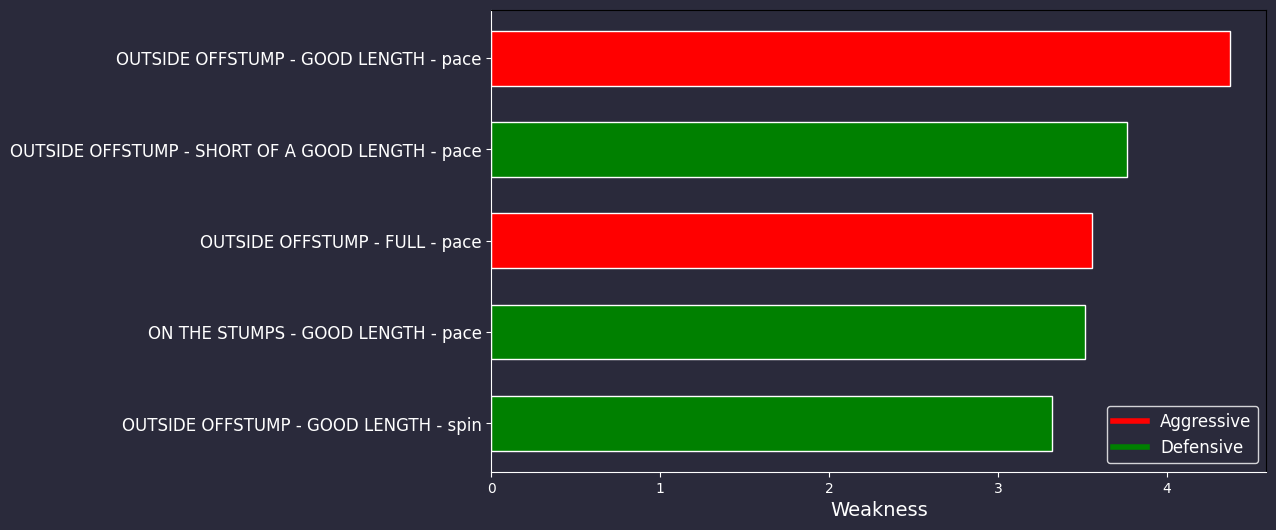 OUTSIDE OFFSTUMP - GOOD LENGTH - pace
OUTSIDE OFFSTUMP - SHORT OF A GOOD LENGTH - pace
OUTSIDE OFFSTUMP - FULL - pace
ON THE STUMPS - GOOD LENGTH - pace
OUTSIDE OFFSTUMP - GOOD LENGTH - spin
Aggressive
Defensive
0 1 2 3 4
Weakness